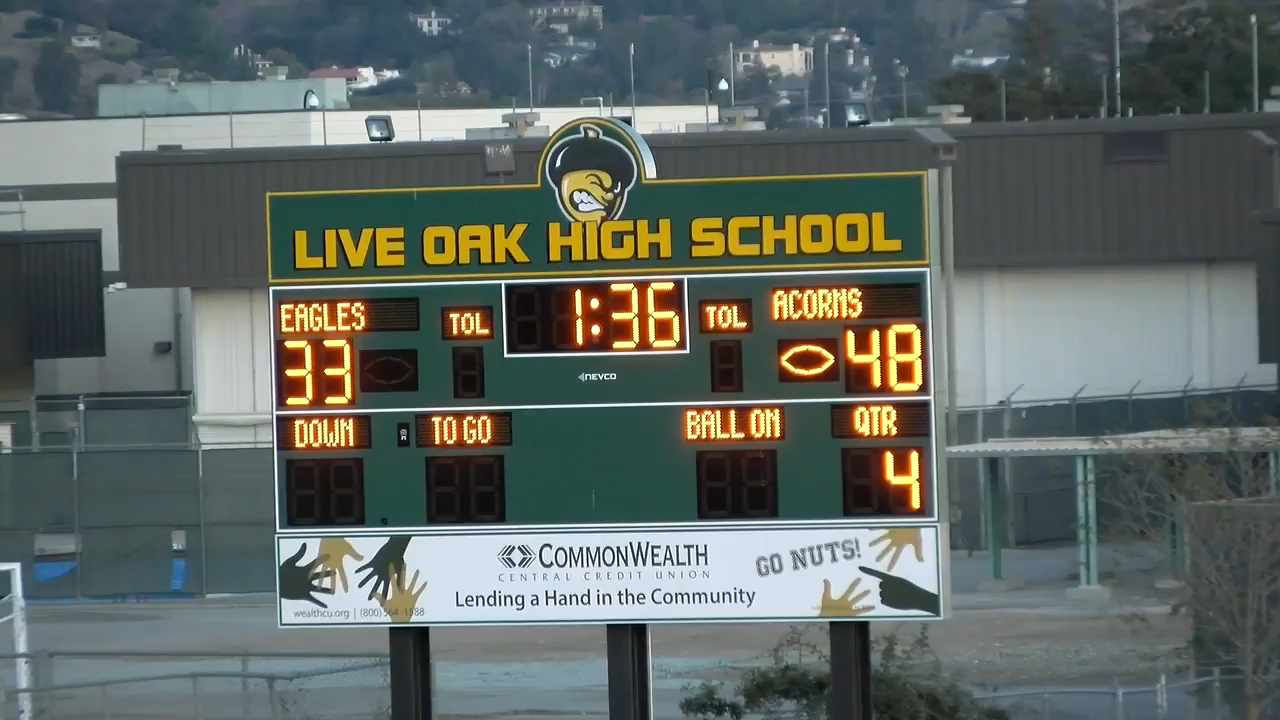 LIVE OAK HIGH SCHOOL
EAGLES TOL 1:36 TOL ACORMS
33 48
NEVCO
DOWN TO GO BALL ON QTR
4
COMMONWEALTH
CENTRAL CREDIT UNION
GO NUTS!
Lending a Hand in the Community
wealthcu.org | (800) 564-1588